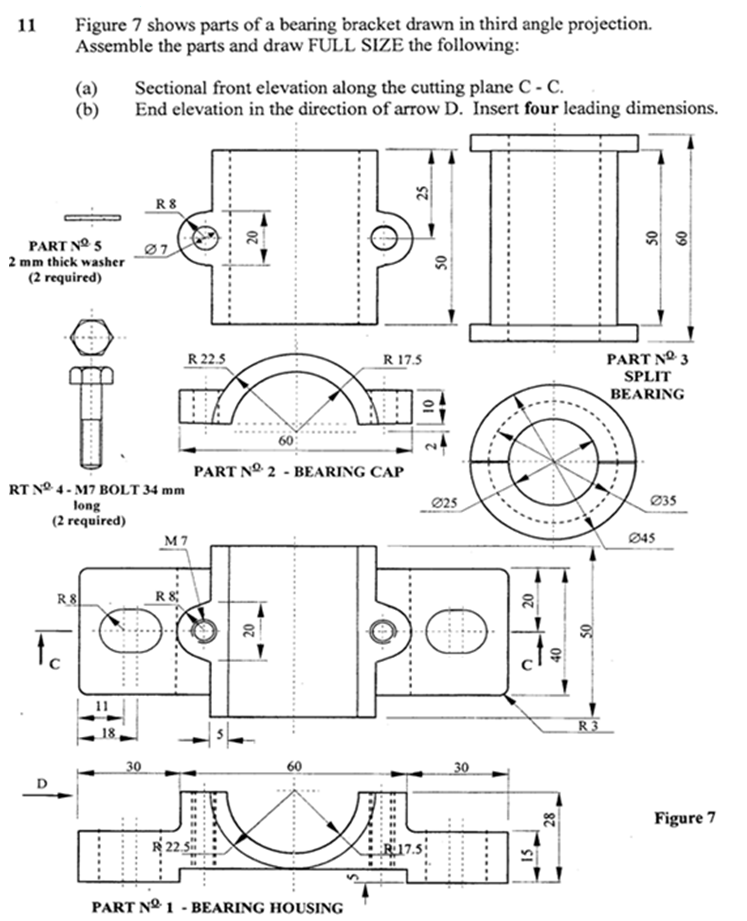 11 Figure 7 shows parts of a bearing bracket drawn in third angle projection.
Assemble the parts and draw FULL SIZE the following:
(a) Sectional front elevation along the cutting plane C - C.
(b) End elevation in the direction of arrow D. Insert four leading dimensions.
R 8
Ø 7
20
25
50
50
60
PART Nº 5
2 mm thick washer
(2 required)
R 22.5
R 17.5
10
60
2
PART Nº 2 - BEARING CAP
PART Nº 3
SPLIT
BEARING
RT Nº 4 - M7 BOLT 34 mm
long
(2 required)
Ø25
Ø35
Ø45
M 7
R 8
R 8
20
20
40
50
C
C
11
18
5
R 3
30
60
30
D
R 22.5
R 17.5
28
15
5
Figure 7
PART Nº 1 - BEARING HOUSING